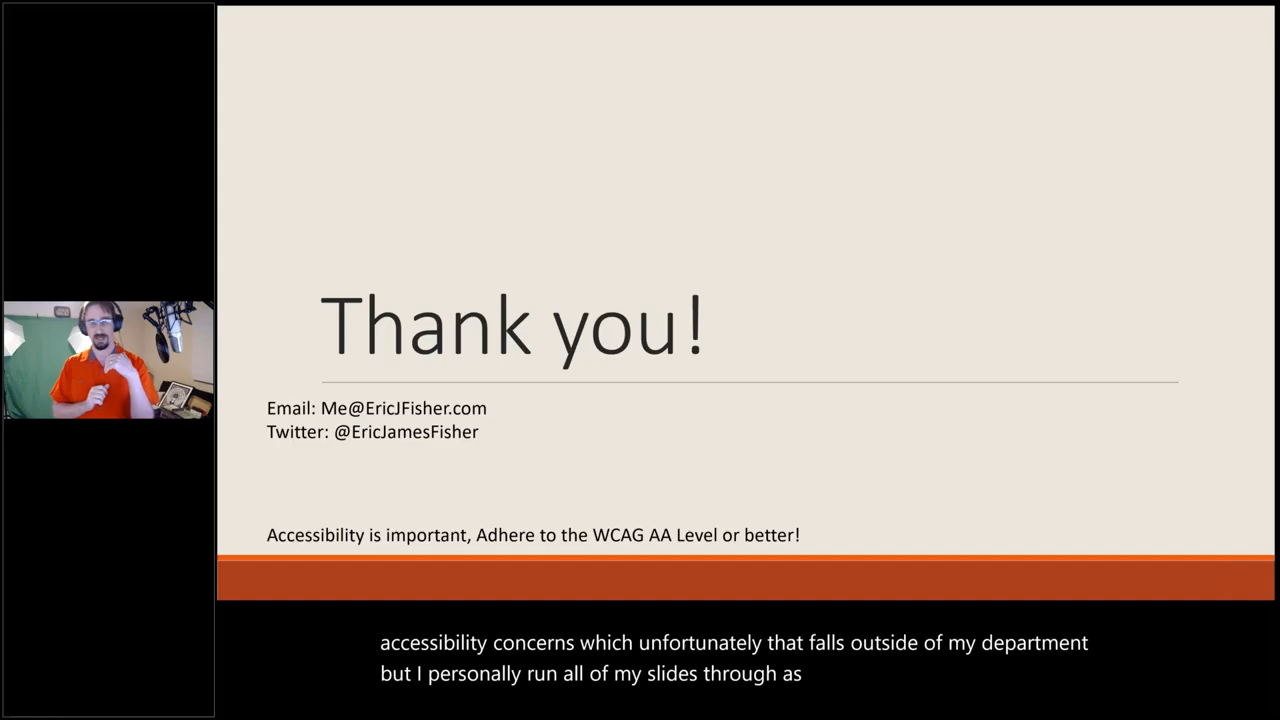 Thank you!
Email: Me@EricJFisher.com
Twitter: @EricJamesFisher
Accessibility is important, Adhere to the WCAG AA Level or better!
accessibility concerns which unfortunately that falls outside of my department
but I personally run all of my slides through as